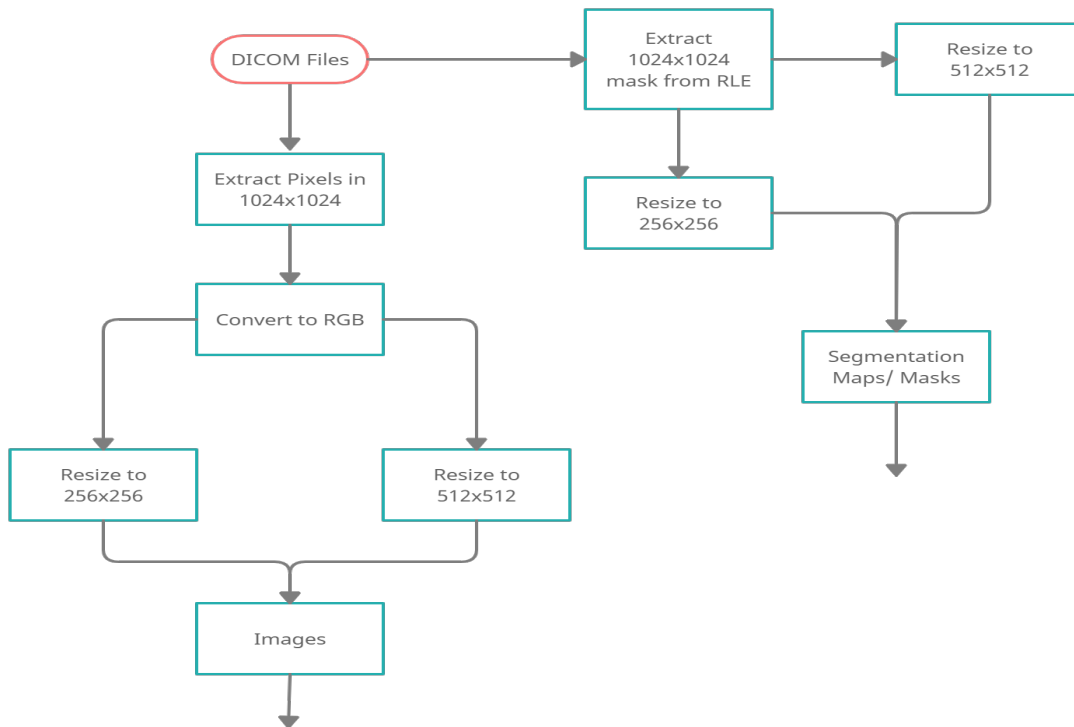 DICOM Files
Extract
1024x1024
mask from RLE
Resize to
512x512
Extract Pixels in
1024x1024
Resize to
256x256
Convert to RGB
Segmentation
Maps/ Masks
Resize to
256x256
Resize to
512x512
Images